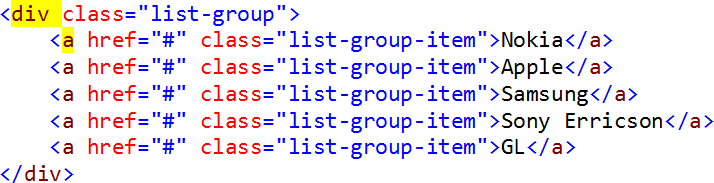 <div class="list-group">
<a href="#" class="list-group-item">Nokia</a>
<a href="#" class="list-group-item">Apple</a>
<a href="#" class="list-group-item">Samsung</a>
<a href="#" class="list-group-item">Sony Erricson</a>
<a href="#" class="list-group-item">GL</a>
</div>